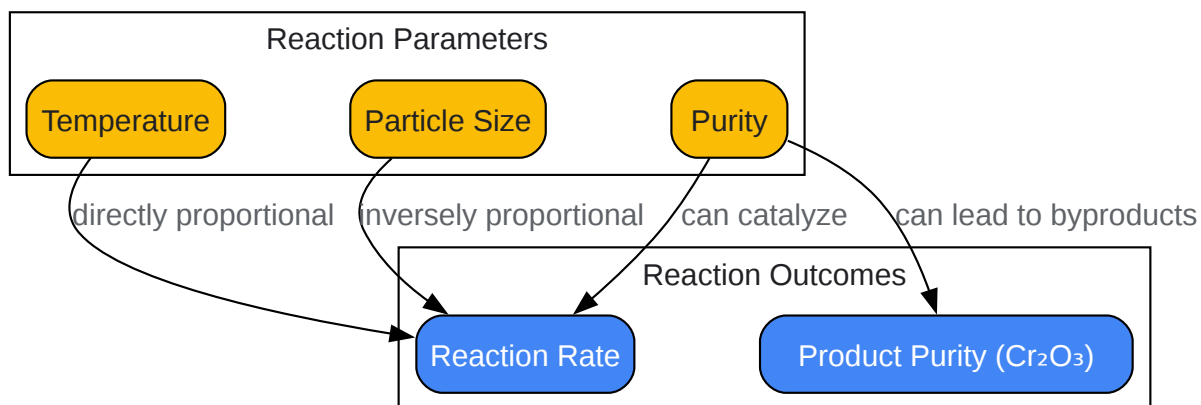 Reaction Parameters
Temperature
Particle Size
Purity
directly proportional
inversely proportional
can catalyze
can lead to byproducts
Reaction Outcomes
Reaction Rate
Product Purity (Cr₂O₃)